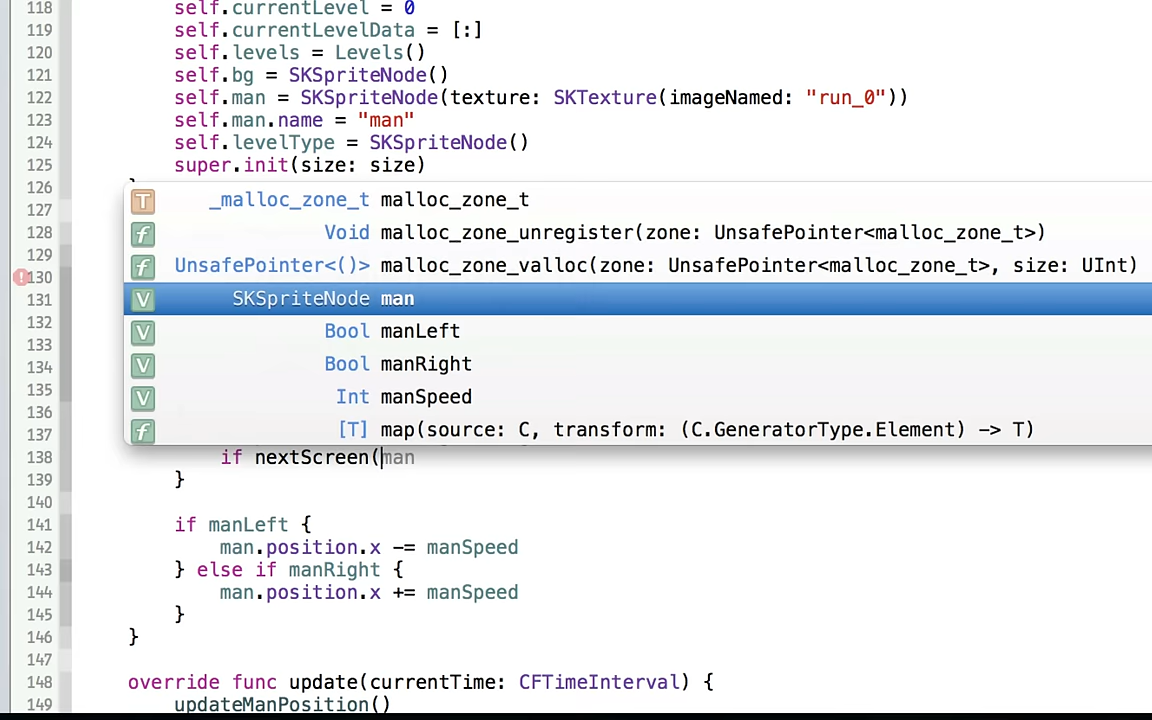 118 self.currentLevel = 0
119 self.currentLevelData = [:]
120 self.levels = Levels()
121 self.bg = SKSpriteNode()
122 self.man = SKSpriteNode(texture: SKTexture(imageNamed: "run_0"))
123 self.man.name = "man"
124 self.levelType = SKSpriteNode()
125 super.init(size: size)
126
127 _malloc_zone_t malloc_zone_t
128 Void malloc_zone_unregister(zone: UnsafePointer<malloc_zone_t>)
129 UnsafePointer<()> malloc_zone_valloc(zone: UnsafePointer<malloc_zone_t>, size: UInt)
130
131 SKSpriteNode man
132 Bool manLeft
133
134 Bool manRight
135 Int manSpeed
136
137 [T] map(source: C, transform: (C.GeneratorType.Element) -> T)
138 if nextScreen(man
139 }
140
141 if manLeft {
142 man.position.x -= manSpeed
143 } else if manRight {
144 man.position.x += manSpeed
145 }
146 }
147
148 override func update(currentTime: CFTimeInterval) {
149 updateManPosition()